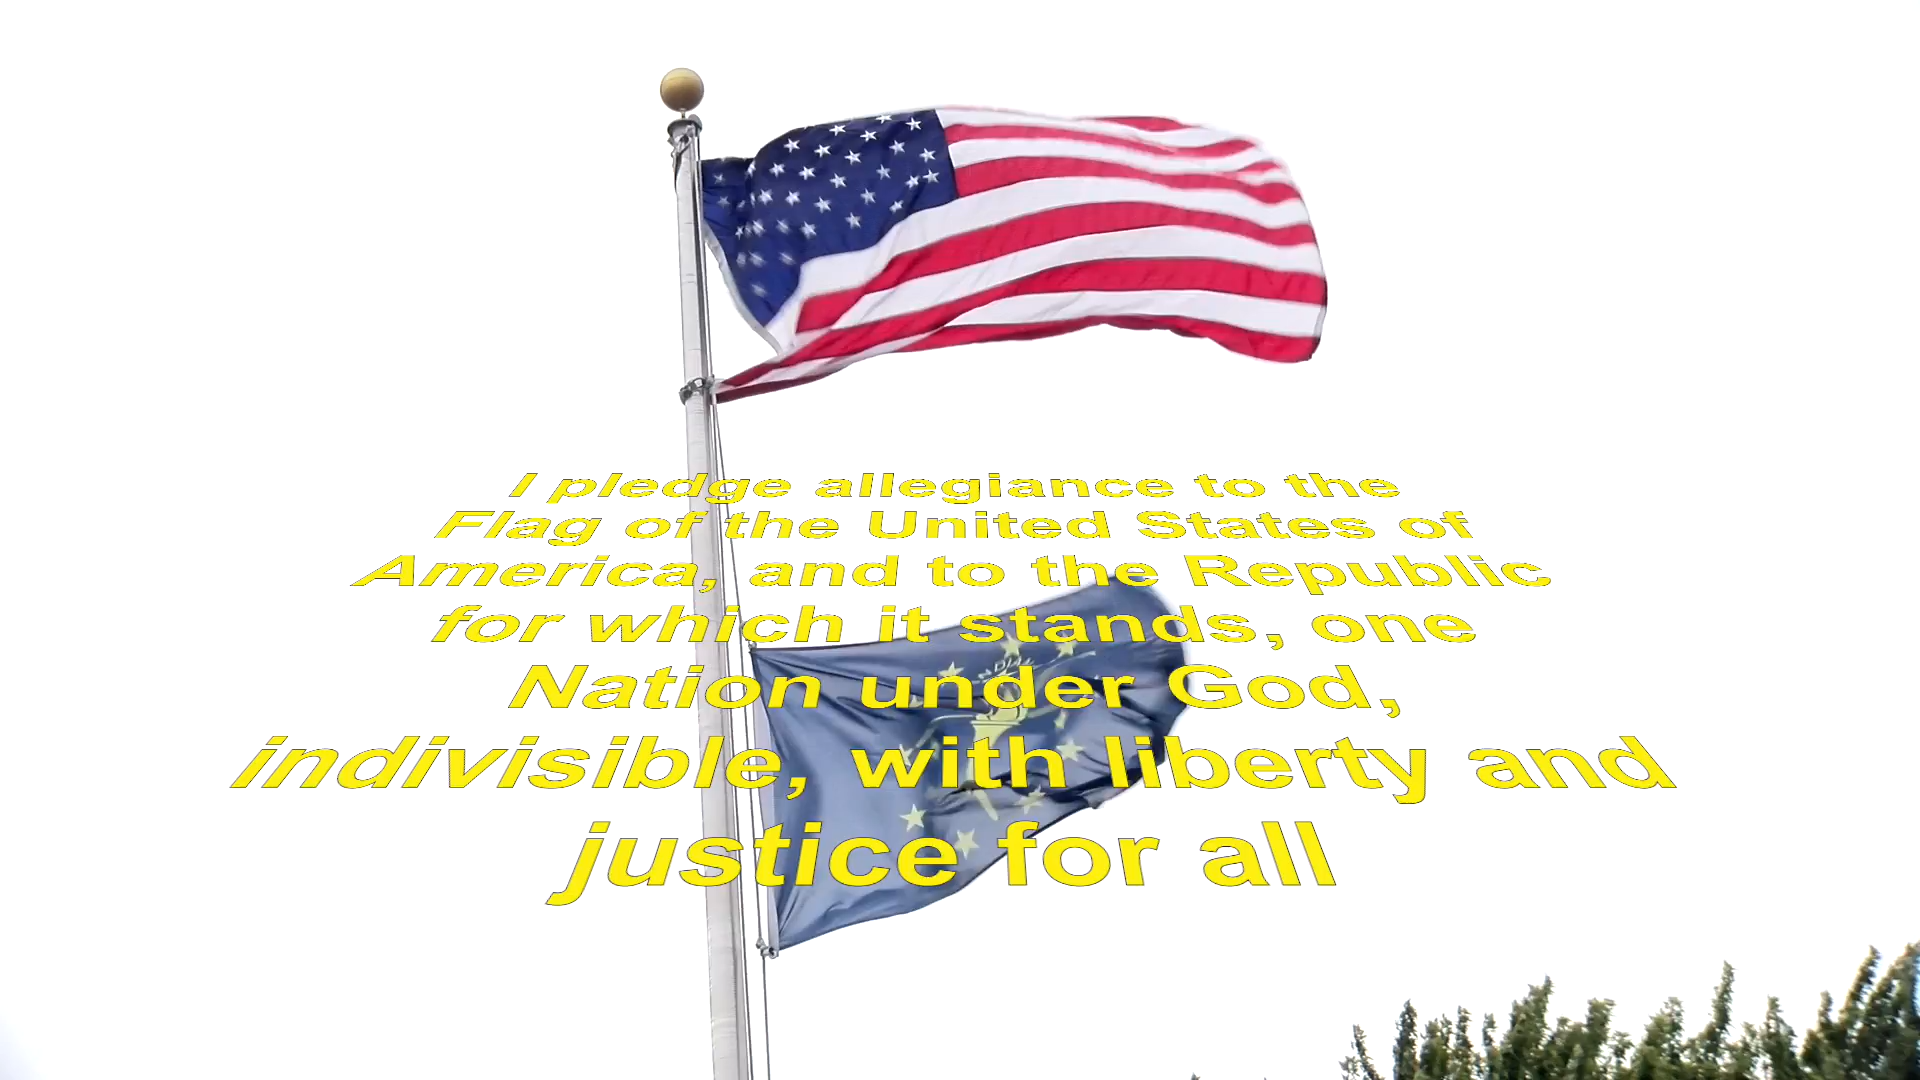 I pledge allegiance to the
Flag of the United States of
America, and to the Republic
for which it stands, one
Nation under God,
indivisible, with liberty and
justice for all